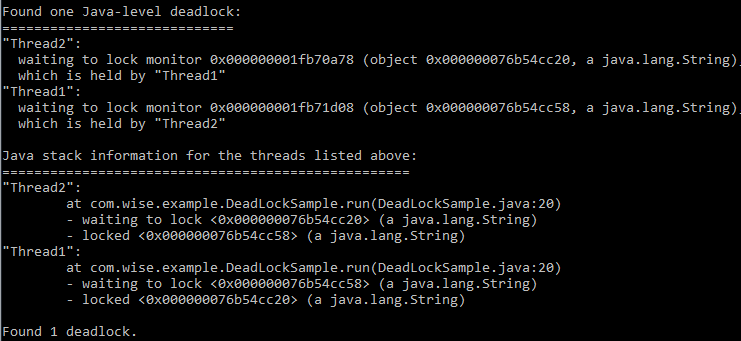 Found one Java-level deadlock:
=============================
"Thread2":
  waiting to lock monitor 0x000000001fb70a78 (object 0x000000076b54cc20, a java.lang.String),
  which is held by "Thread1"
"Thread1":
  waiting to lock monitor 0x000000001fb71d08 (object 0x000000076b54cc58, a java.lang.String),
  which is held by "Thread2"

Java stack information for the threads listed above:
===================================================
"Thread2":
        at com.wise.example.DeadLockSample.run(DeadLockSample.java:20)
        - waiting to lock <0x000000076b54cc20> (a java.lang.String)
        - locked <0x000000076b54cc58> (a java.lang.String)
"Thread1":
        at com.wise.example.DeadLockSample.run(DeadLockSample.java:20)
        - waiting to lock <0x000000076b54cc58> (a java.lang.String)
        - locked <0x000000076b54cc20> (a java.lang.String)

Found 1 deadlock.